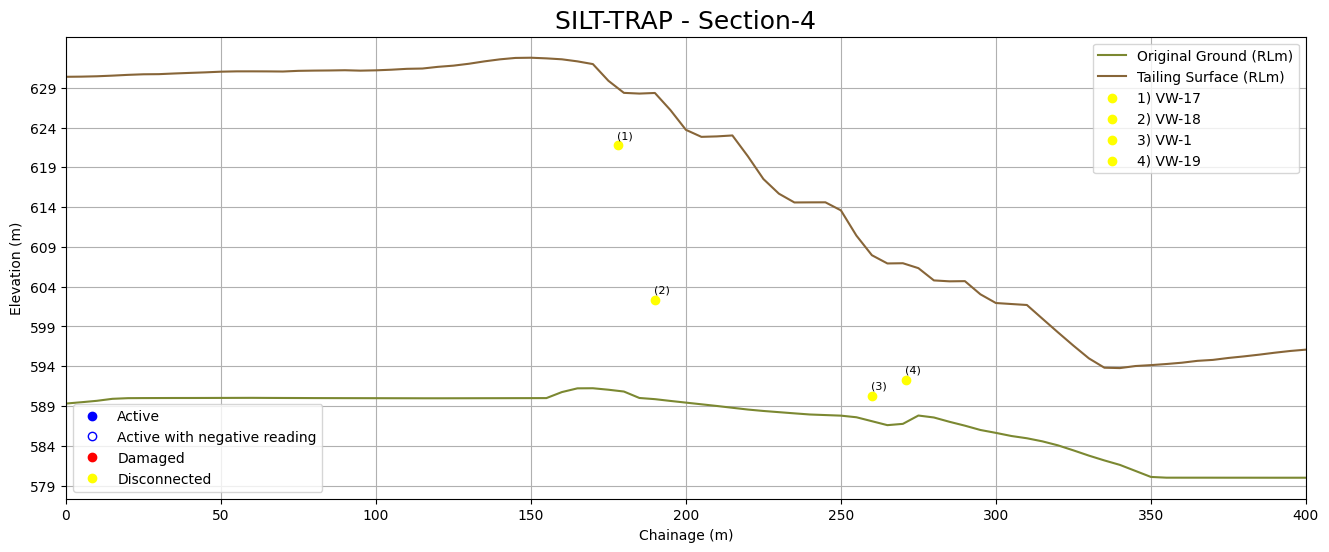 SILT-TRAP - Section-4
Original Ground (RLm)
Tailing Surface (RLm)
1) VW-17
2) VW-18
3) VW-1
4) VW-19
629
624
619
614
609
604
599
594
589
584
579
Elevation (m)
(1)
(2)
(3)
(4)
Active
Active with negative reading
Damaged
Disconnected
0 50 100 150 200 250 300 350 400
Chainage (m)